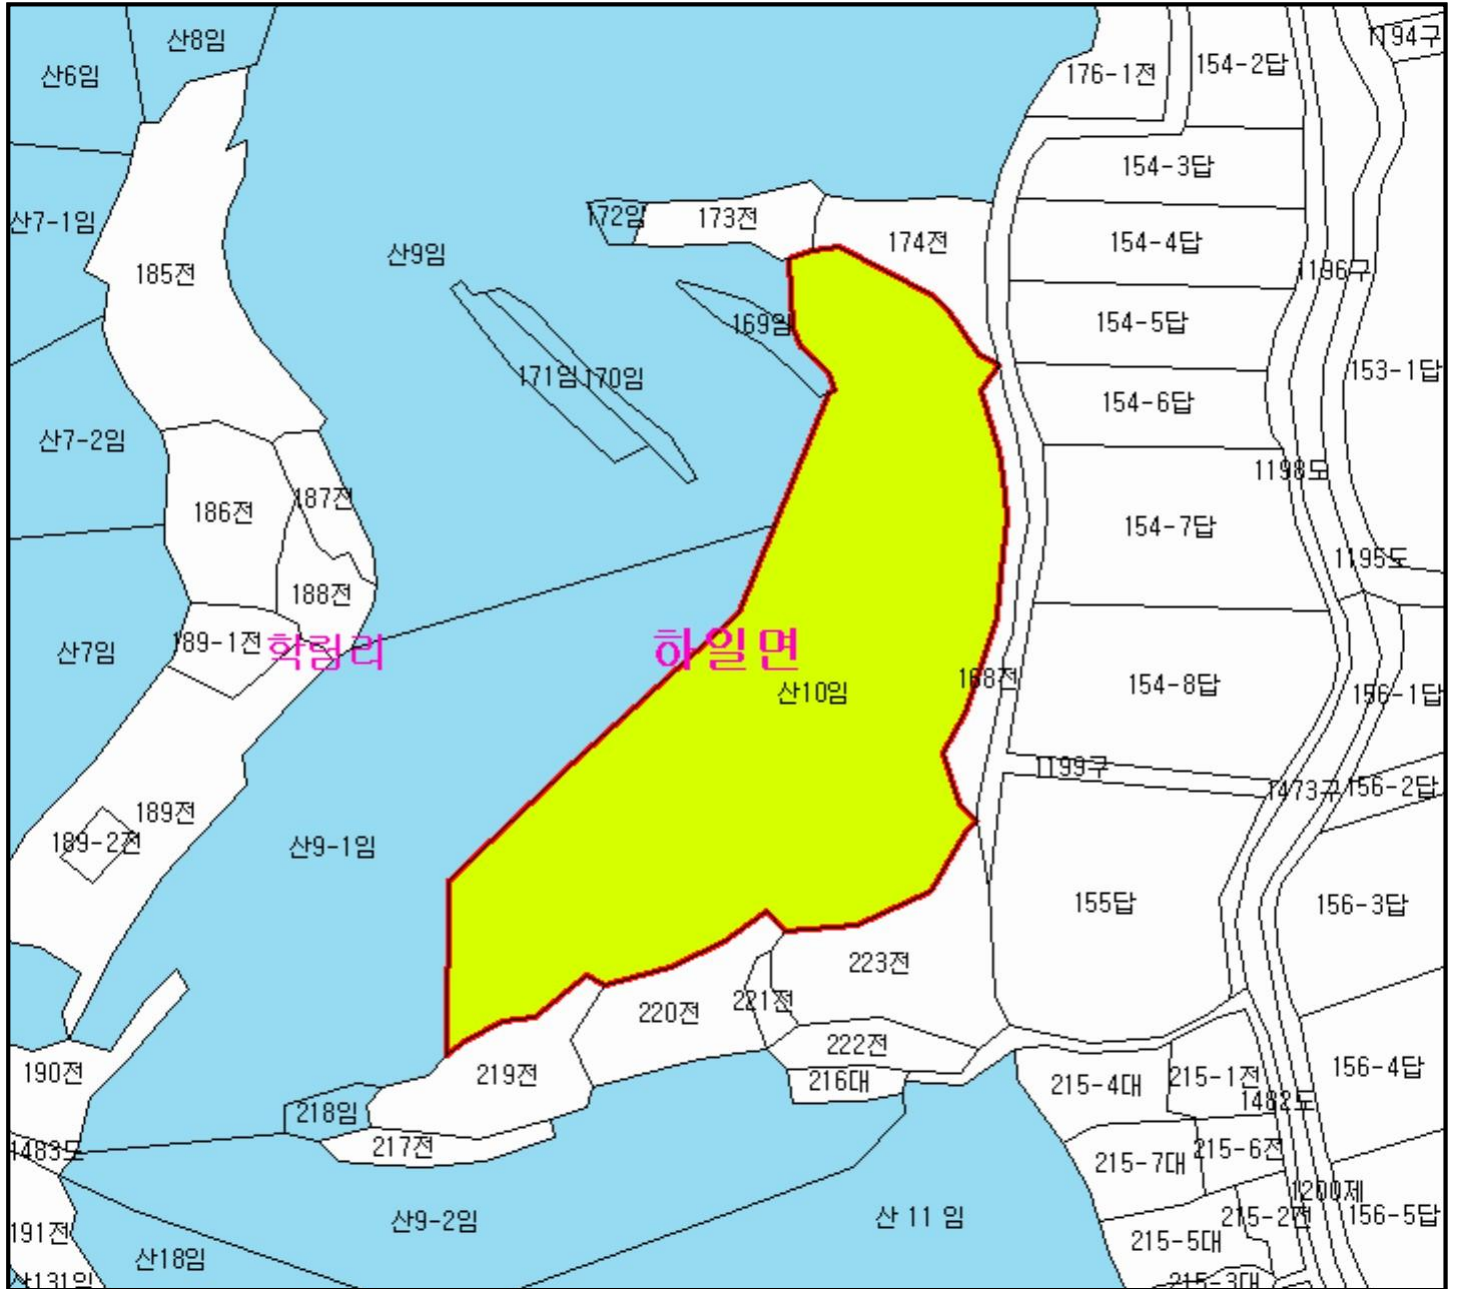 산8임
1194구
산6임
176-1전
154-2답
154-3답
산7-1임
172임
173전
174전
154-4답
산9임
185전
1196구
169임
154-5답
171임
170임
153-1답
154-6답
산7-2임
1198도
187전
186전
154-7답
1195도
188전
189-1전
학림리
하일면
산7임
산10임
168전
154-8답
156-1답
1199구
1473구
156-2답
189전
189-2전
산9-1임
155답
156-3답
223전
221전
220전
222전
190전
219전
216대
215-4대
215-1전
156-4답
218임
1482도
217전
1483도
215-7대
215-6전
1200제
191전
산9-2임
산 11 임
215-2전
156-5답
산18임
215-5대
산131임
215-3대